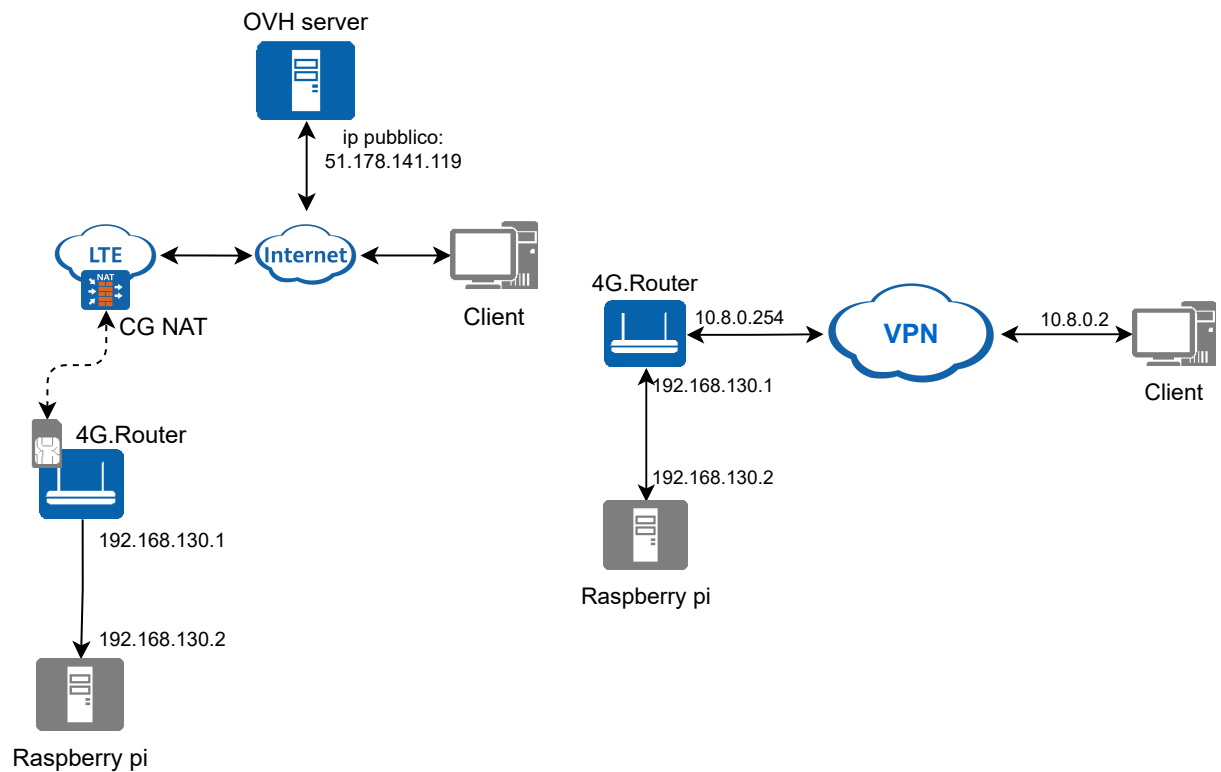 OVH server
ip pubblico:
51.178.141.119
LTE
NAT
CG NAT
Internet
Client
4G.Router
192.168.130.1
192.168.130.2
Raspberry pi
4G.Router
10.8.0.254
VPN
10.8.0.2
Client
192.168.130.1
192.168.130.2
Raspberry pi